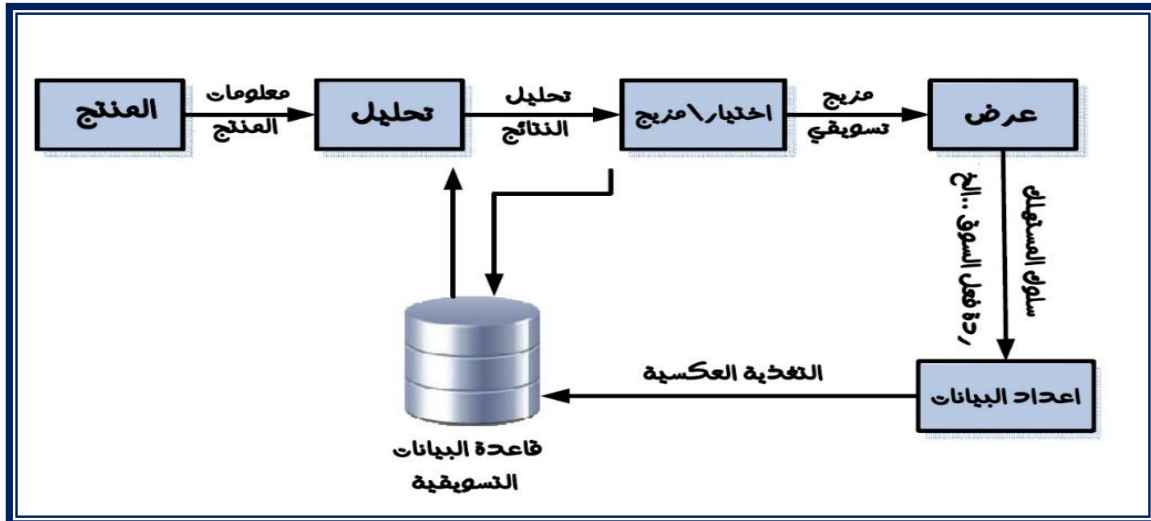 المنتج
معلومات
المنتج
تحليل
تحليل
النتائج
اختيار\مزيج
مزيج
تسويقي
عرض
سلوك المستهلك
ردة فعل السوق ..الخ
اعداد البيانات
التغذية العكسية
قاعدة البيانات
التسويقية